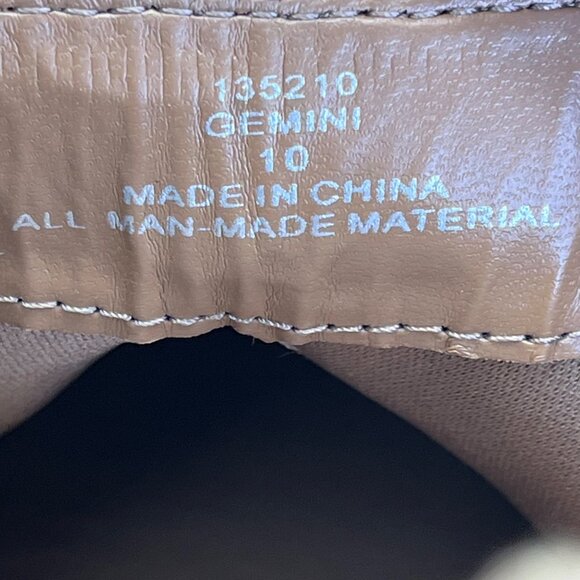 135210
GEMINI
10
MADE IN CHINA
ALL MAN-MADE MATERIAL